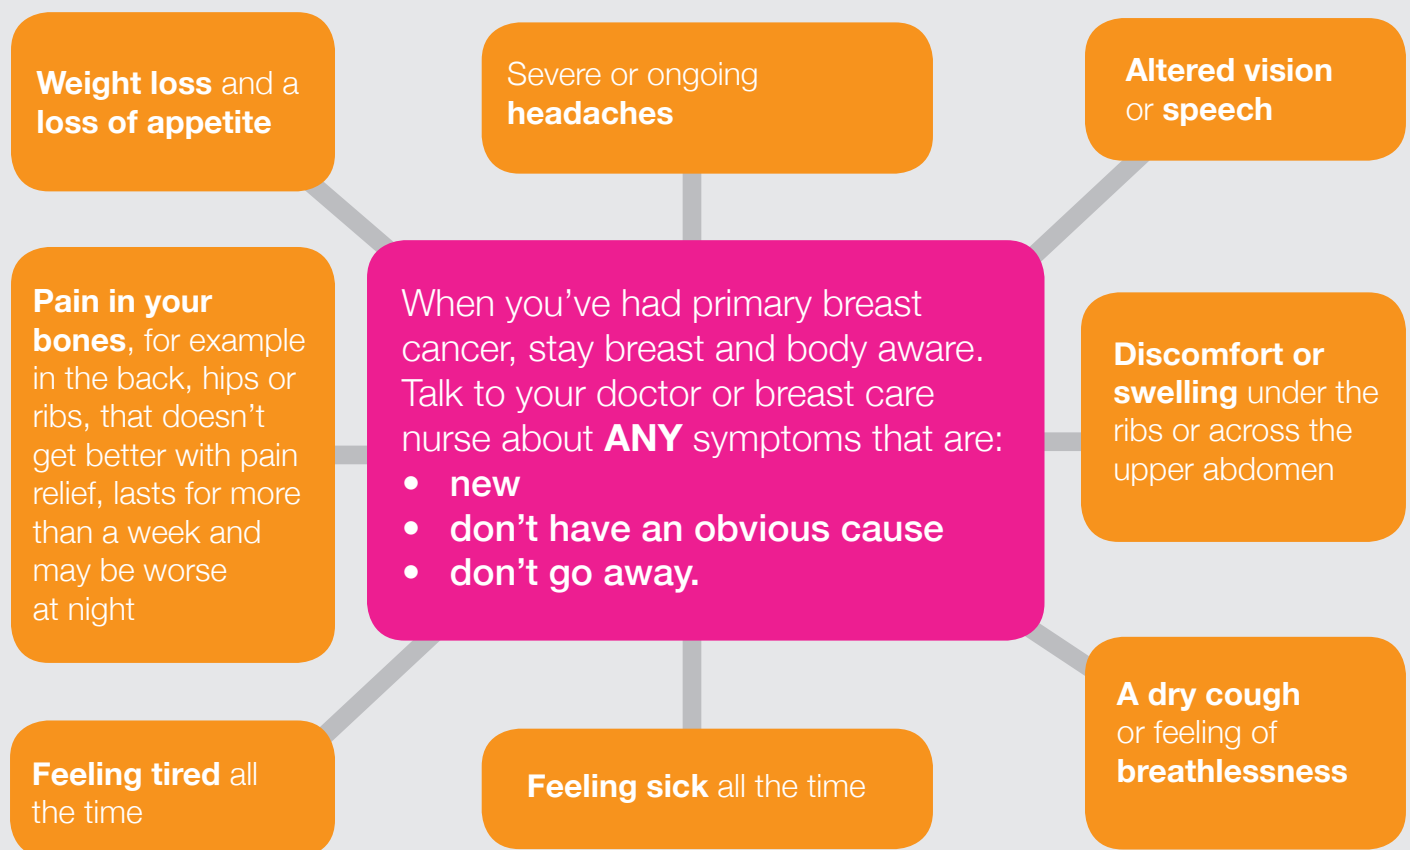 Weight loss and a
loss of appetite
Severe or ongoing
headaches
Altered vision
or speech
Pain in your
bones, for example
in the back, hips or
ribs, that doesn’t
get better with pain
relief, lasts for more
than a week and
may be worse
at night
When you’ve had primary breast
cancer, stay breast and body aware.
Talk to your doctor or breast care
nurse about ANY symptoms that are:
• new
• don’t have an obvious cause
• don’t go away.
Discomfort or
swelling under the
ribs or across the
upper abdomen
Feeling tired all
the time
Feeling sick all the time
A dry cough
or feeling of
breathlessness